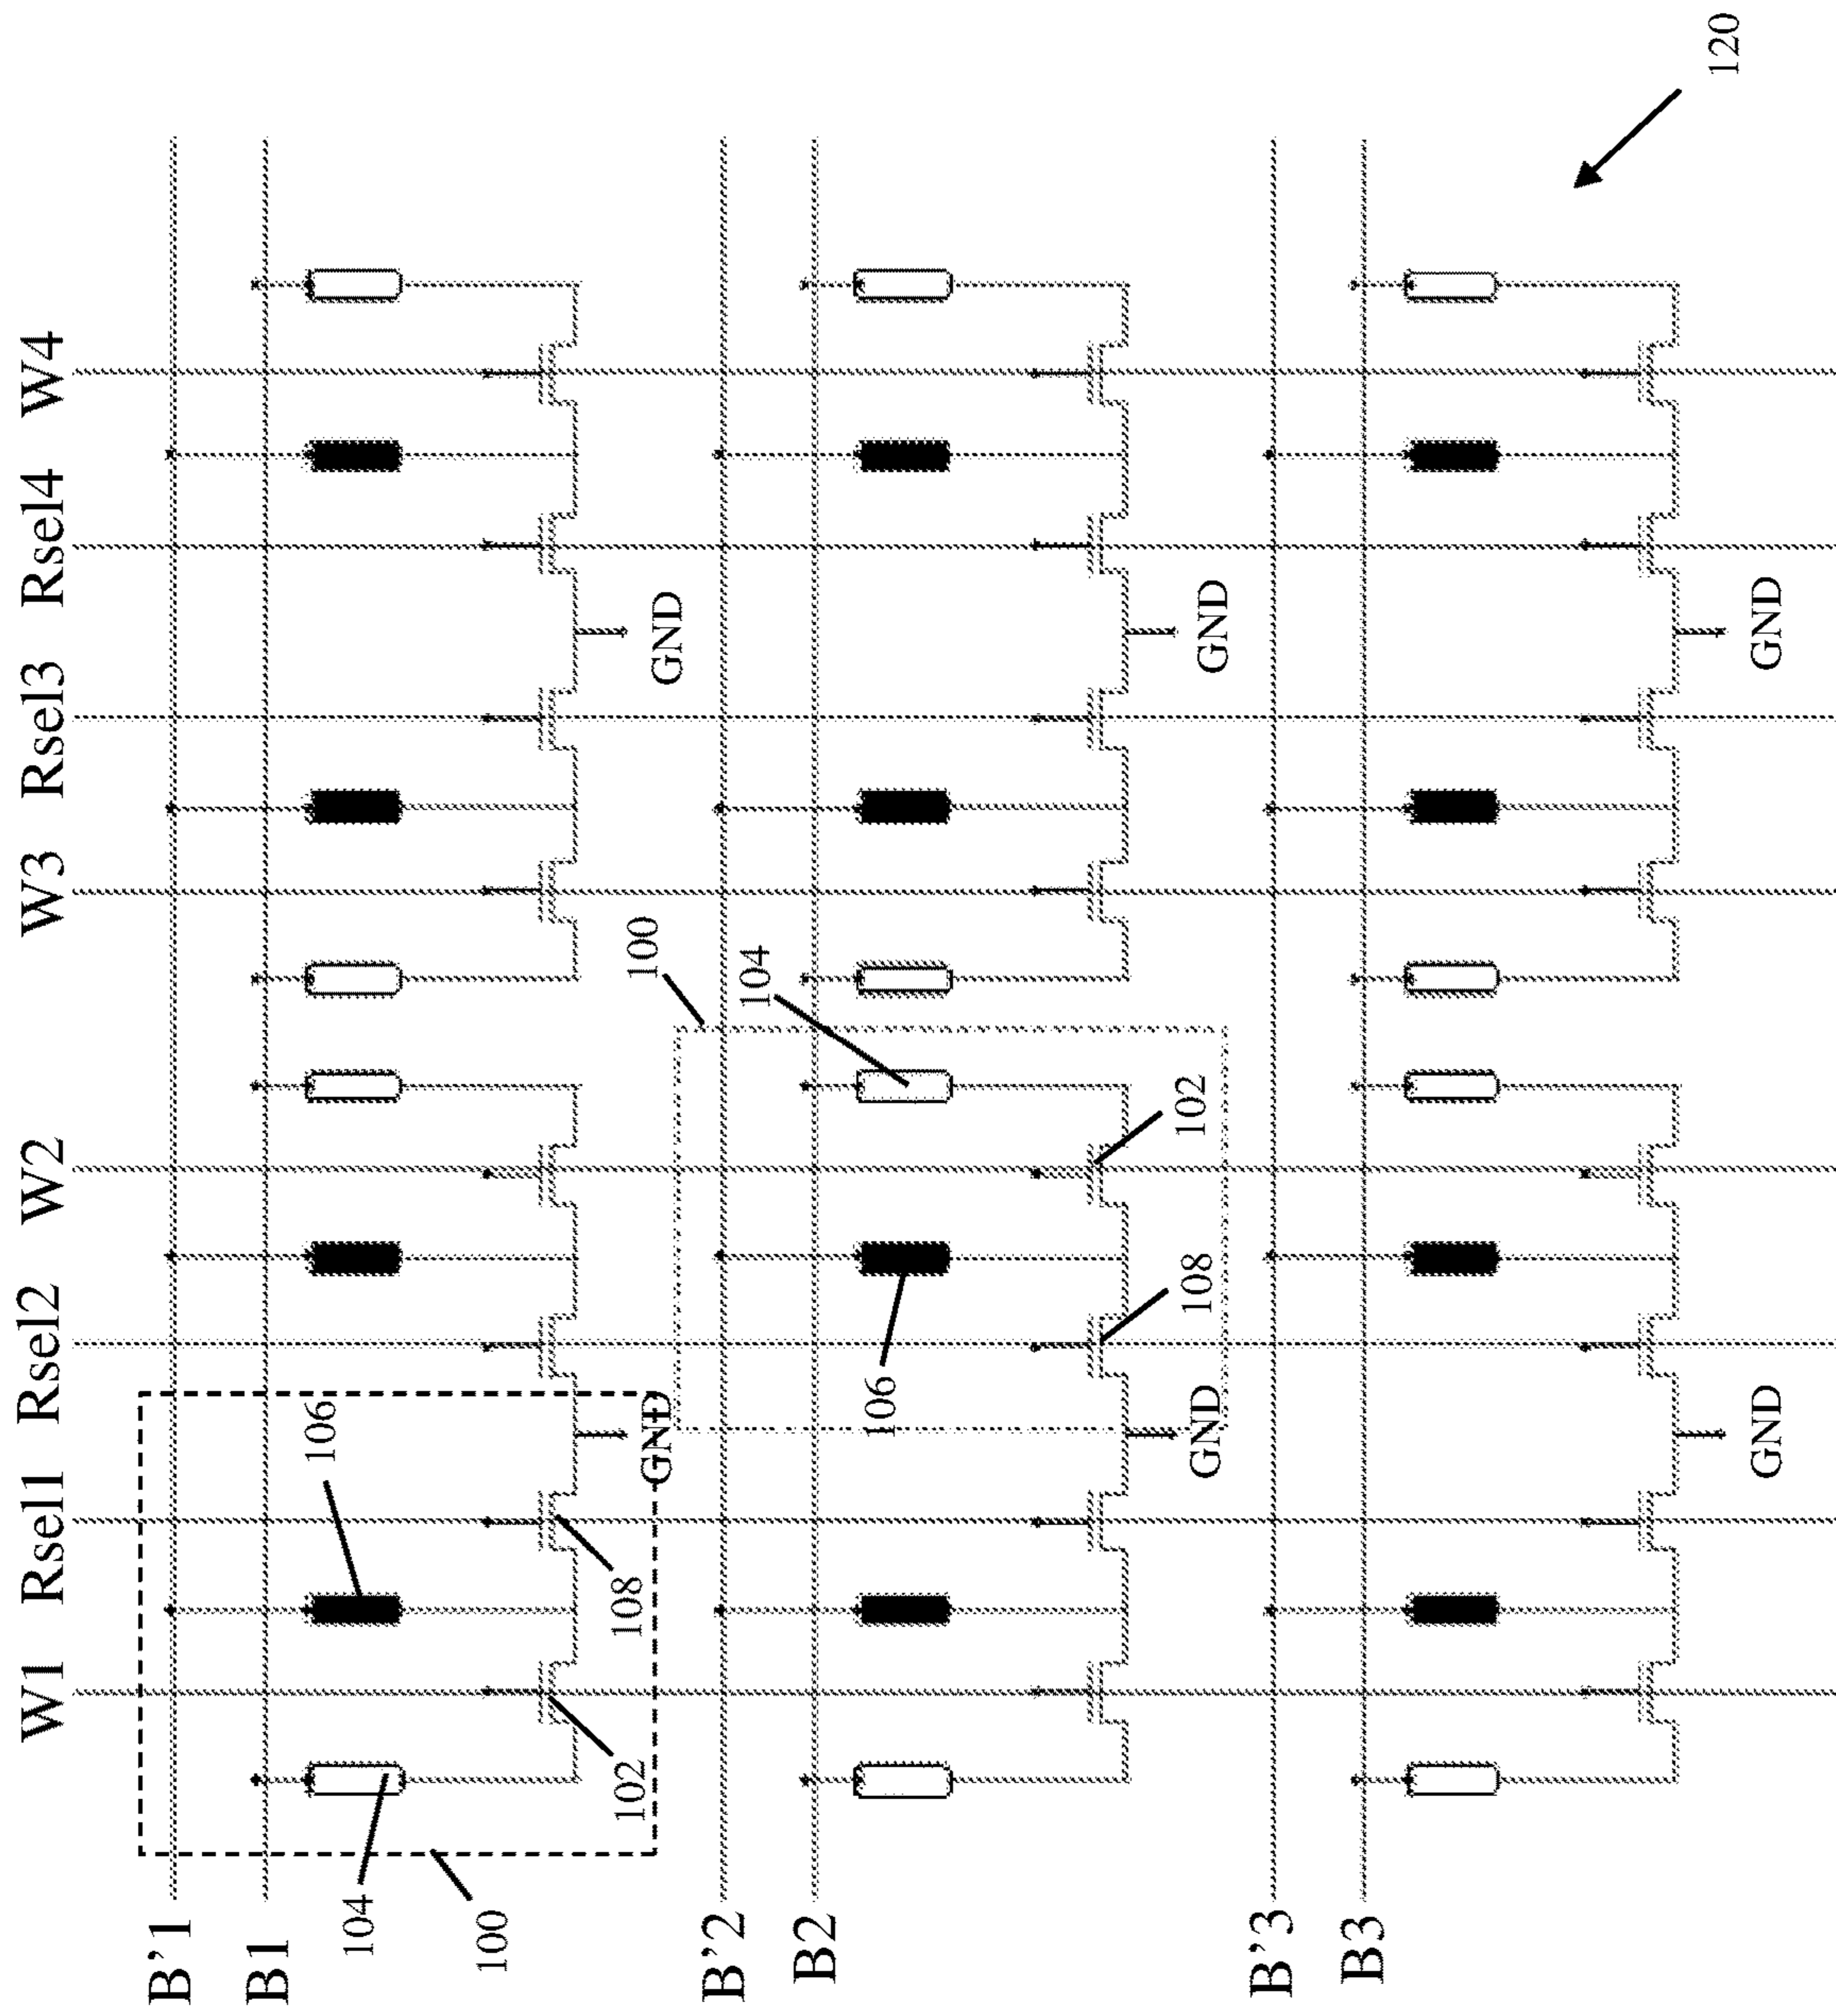 W1 Rsel1 Rsel2 W2 W3 Rsel3 Rsel4 W4
B'1
B1
106
104
100
102 108
100
GND GND
B'2
104
B2
106
108 102
GND GND
B'3
B3
120
GND GND